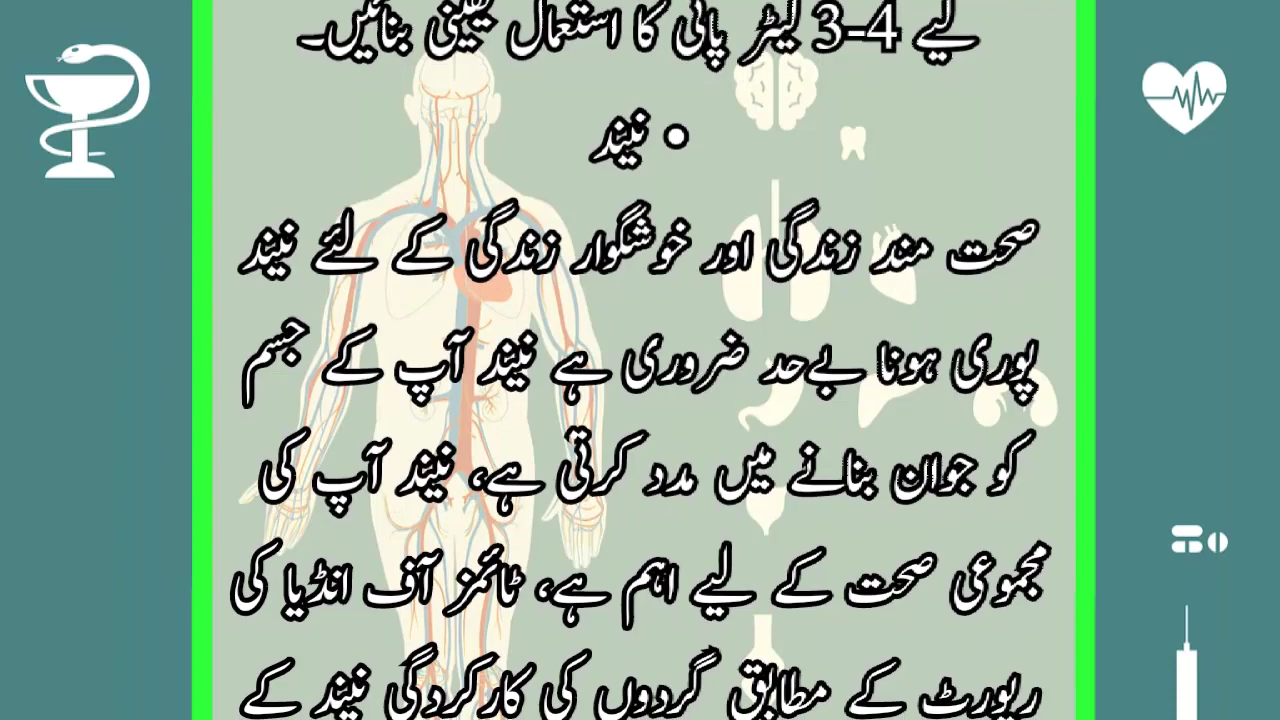 لیے 4-3 لیٹر پانی کا استعمال یقینی بنائیں۔
• نیند
صحت مند زندگی اور خوشگوار زندگی کے لئے نیند
پوری ہونا بےحد ضروری ہے نیند آپ کے جسم
کو جوان بنانے میں مدد کرتی ہے، نیند آپ کی
مجموعی صحت کے لیے اہم ہے، ٹائمز آف انڈیا کی
رپورٹ کے مطابق گردوں کی کارکردگی نیند کے